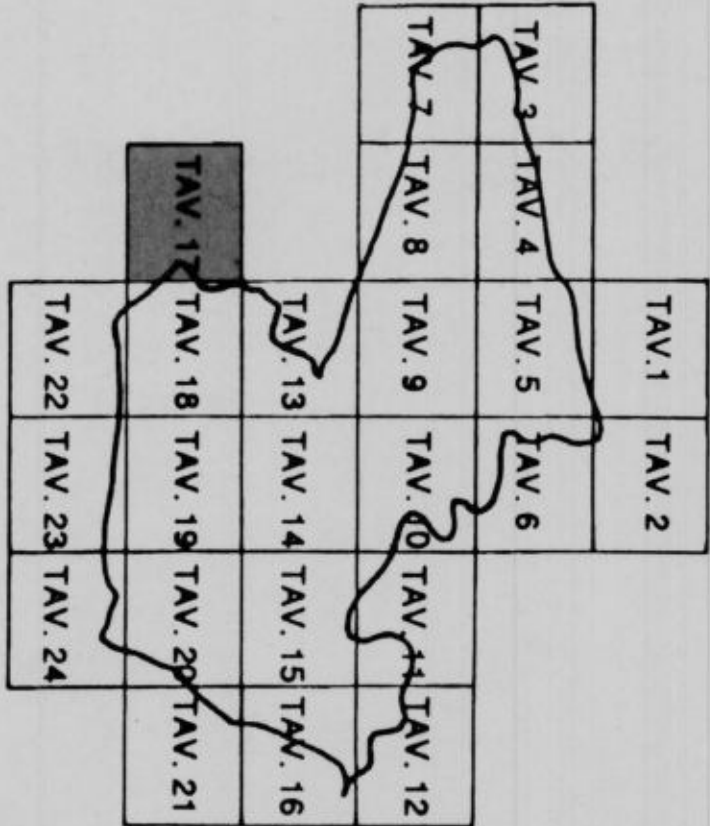 TAV.1
TAV. 2
TAV. 3
TAV. 4
TAV. 5
TAV. 6
TAV. 7
TAV. 8
TAV. 9
TAV. 10
TAV. 11
TAV. 12
TAV. 13
TAV. 14
TAV. 15
TAV. 16
TAV. 17
TAV. 18
TAV. 19
TAV. 20
TAV. 21
TAV. 22
TAV. 23
TAV. 24